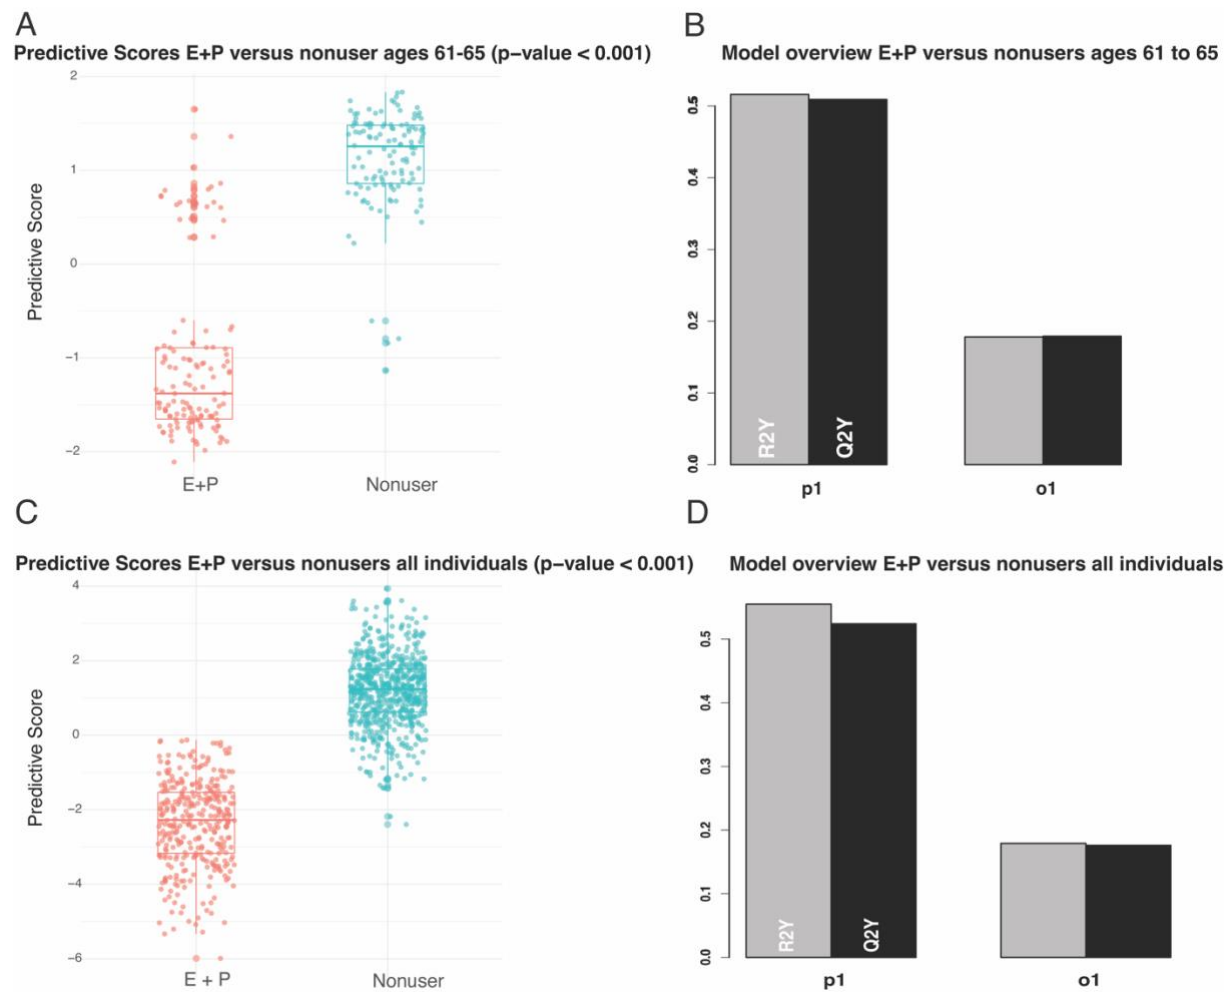 A
Predictive Scores E+P versus nonuser ages 61-65 (p−value < 0.001)
2
1
0
−1
−2
Predictive Score
E+P
Nonuser
B
Model overview E+P versus nonusers ages 61 to 65
0.5
0.4
0.3
0.2
0.1
0.0
R2Y
Q2Y
p1
o1
C
Predictive Scores E+P versus nonusers all individuals (p−value < 0.001)
4
2
0
−2
−4
−6
Predictive Score
E + P
Nonuser
D
Model overview E+P versus nonusers all individuals
0.5
0.4
0.3
0.2
0.1
0.0
R2Y
Q2Y
p1
o1